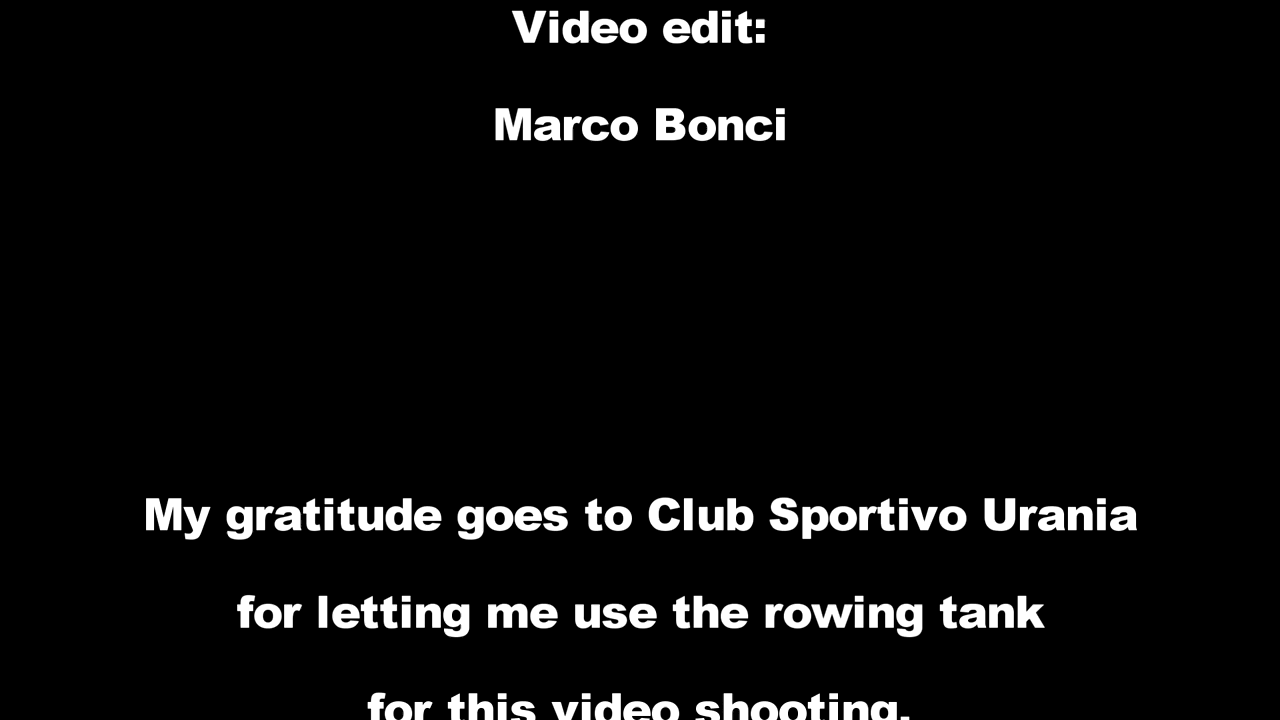 Video edit:
Marco Bonci
My gratitude goes to Club Sportivo Urania
for letting me use the rowing tank
for this video shooting.